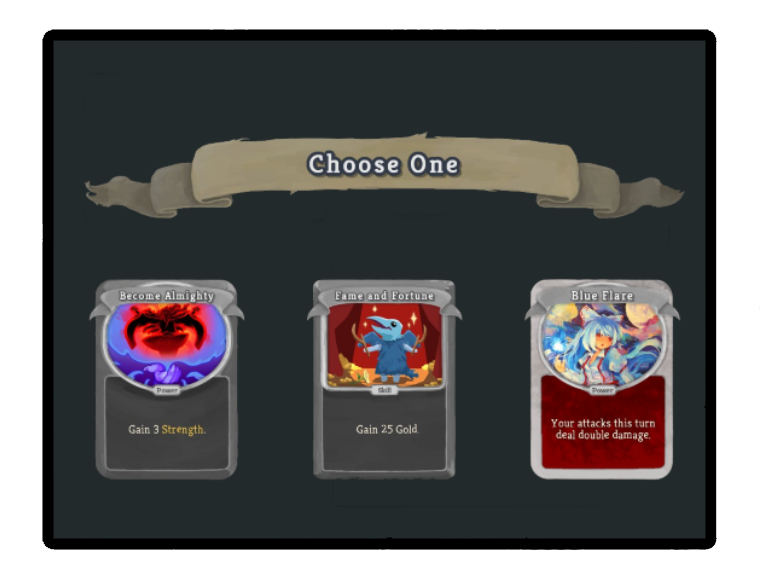 Choose One
Become Almighty
Power
Gain 3 Strength.
Fame and Fortune
Skill
Gain 25 Gold
Blue Flare
Power
Your attacks this turn
deal double damage.